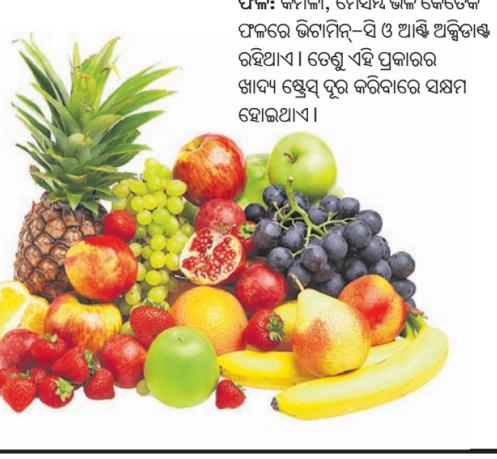 ଫଳ: କମଳା, ମୌସମ୍ବୀ ଭଳି କେତେକ
ଫଳରେ ଭିଟାମିନ୍-ସି ଓ ଆଣ୍ଟି ଅକ୍ସିଡାଣ୍ଟ
ରହିଥାଏ । ତେଣୁ ଏହି ପ୍ରକାରର
ଖାଦ୍ୟ ଷ୍ଟ୍ରେସ୍ ଦୂର କରିବାରେ ସକ୍ଷମ
ହୋଇଥାଏ ।